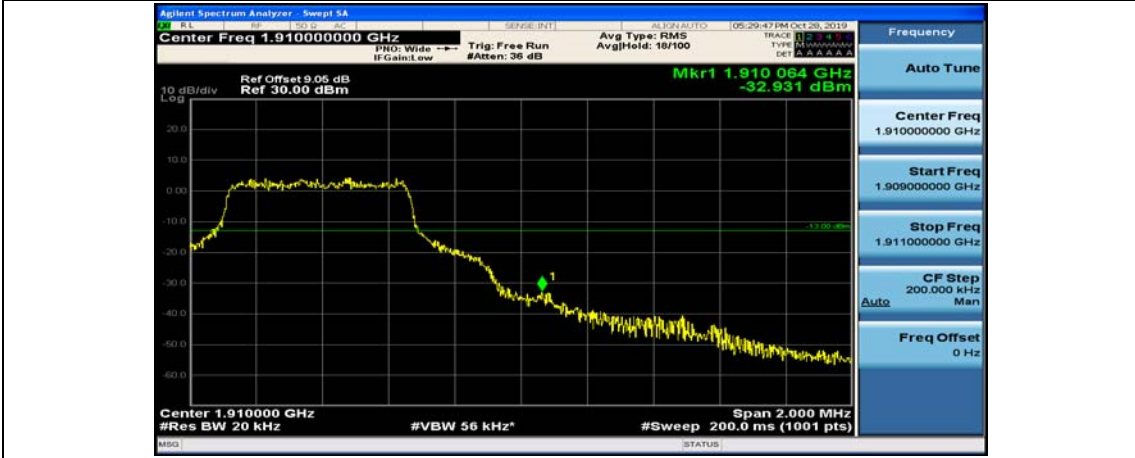 Agilent Spectrum Analyzer - Swept SA
RL RF 50 Ω AC SENSE:INT ALIGN AUTO 05:29:47 PM Oct 28, 2019
Center Freq 1.910000000 GHz
PNO: Wide
IFGain:Low
Trig: Free Run
#Atten: 36 dB
Avg Type: RMS
Avg|Hold: 18/100
TRACE 1 2 3 4 5 6
TYPE M
DET A A A A A A
Ref Offset 9.05 dB
10 dB/div Ref 30.00 dBm
Log
Mkr1 1.910 064 GHz
-32.931 dBm
20.0
10.0
0.00
-10.0
-13.00 dBm
-20.0
-30.0
1
-40.0
-50.0
-60.0
Center 1.910000 GHz Span 2.000 MHz
#Res BW 20 kHz #VBW 56 kHz* #Sweep 200.0 ms (1001 pts)
MSG STATUS
Frequency
Auto Tune
Center Freq
1.910000000 GHz
Start Freq
1.909000000 GHz
Stop Freq
1.911000000 GHz
CF Step
200.000 kHz
Auto Man
Freq Offset
0 Hz